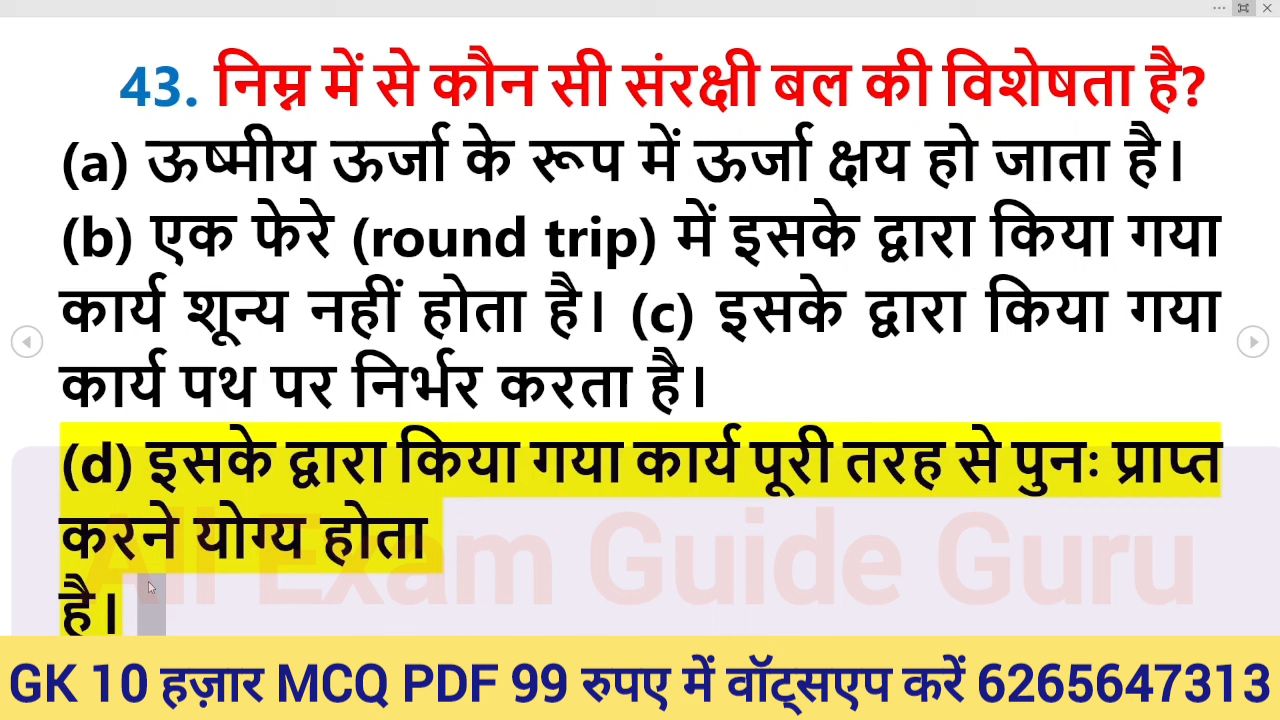 43. निम्न में से कौन सी संरक्षी बल की विशेषता है?
(a) ऊष्मीय ऊर्जा के रूप में ऊर्जा क्षय हो जाता है।
(b) एक फेरे (round trip) में इसके द्वारा किया गया
कार्य शून्य नहीं होता है। (c) इसके द्वारा किया गया
कार्य पथ पर निर्भर करता है।
(d) इसके द्वारा किया गया कार्य पूरी तरह से पुनः प्राप्त
करने योग्य होता
है।
All Exam Guide Guru
GK 10 हज़ार MCQ PDF 99 रुपए में वॉट्सएप करें 6265647313